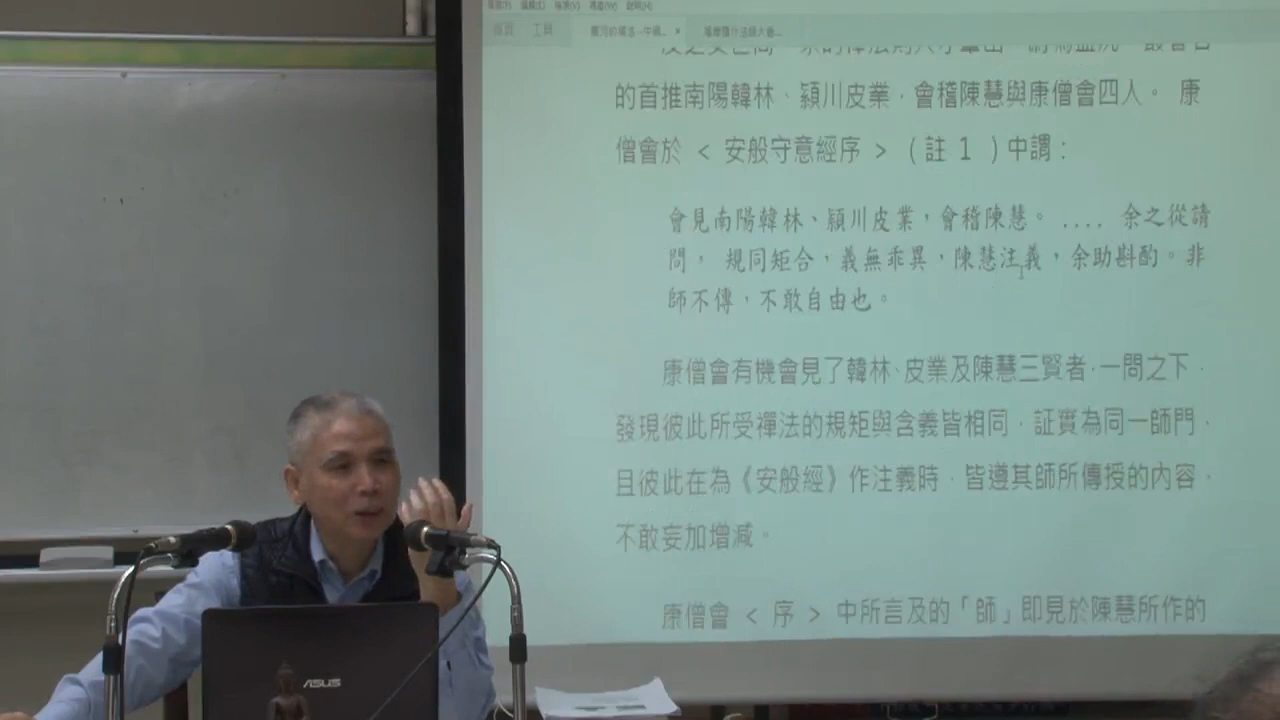 的首推南陽韓林、潁川皮業,會稽陳慧與康僧會四人。 康
僧會於 < 安般守意經序 > (註 1 )中謂:
會見南陽韓林、潁川皮業,會稽陳慧。 .... 余之從請
問, 規同矩合,義無乖異,陳慧注義,余助斟酌。非
師不傳,不敢自由也。
康僧會有機會見了韓林、皮業及陳慧三賢者,一問之下,
發現彼此所受禪法的規矩與含義皆相同,証實為同一師門,
且彼此在為《安般經》作注義時,皆遵其師所傳授的內容,
不敢妄加增減。
康僧會 < 序 > 中所言及的「師」即見於陳慧所作的
ASUS